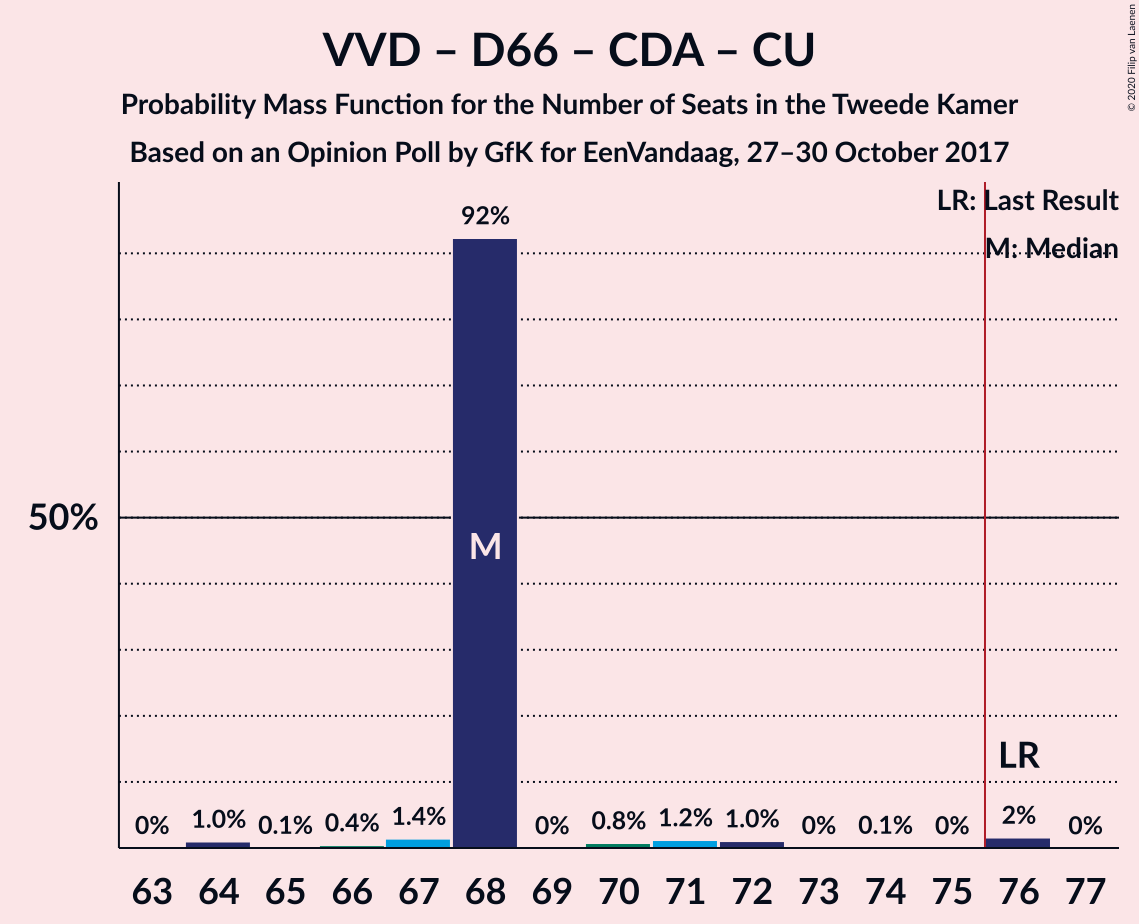 VVD – D66 – CDA – CU
Probability Mass Function for the Number of Seats in the Tweede Kamer
Based on an Opinion Poll by GfK for EenVandaag, 27–30 October 2017
© 2020 Filip van Laenen
LR: Last Result
M: Median
92%
50%
M
LR
0% 1.0% 0.1% 0.4% 1.4% 0% 0.8% 1.2% 1.0% 0% 0.1% 0% 2% 0%
63 64 65 66 67 68 69 70 71 72 73 74 75 76 77